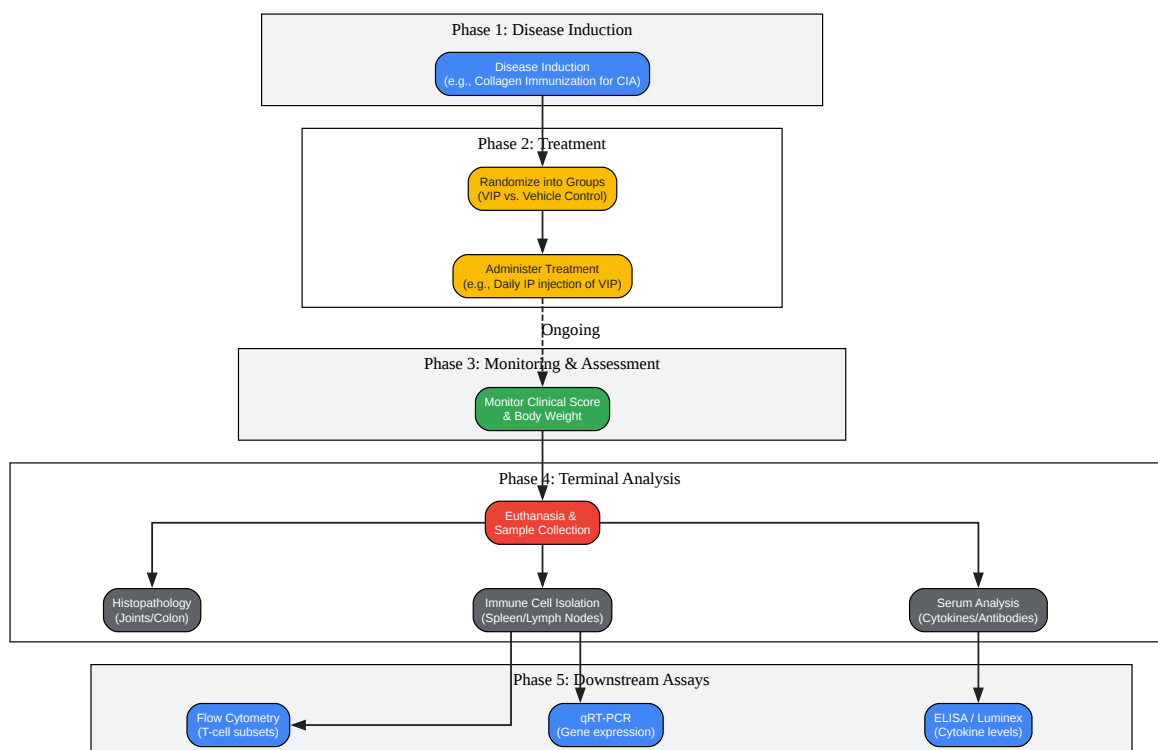 Phase 1: Disease Induction
Disease Induction
(e.g., Collagen Immunization for CIA)
Phase 2: Treatment
Randomize into Groups
(VIP vs. Vehicle Control)
Administer Treatment
(e.g., Daily IP injection of VIP)
Ongoing
Phase 3: Monitoring & Assessment
Monitor Clinical Score
& Body Weight
Phase 4: Terminal Analysis
Euthanasia &
Sample Collection
Histopathology
(Joints/Colon)
Immune Cell Isolation
(Spleen/Lymph Nodes)
Serum Analysis
(Cytokines/Antibodies)
Phase 5: Downstream Assays
Flow Cytometry
(T-cell subsets)
qRT-PCR
(Gene expression)
ELISA / Luminex
(Cytokine levels)